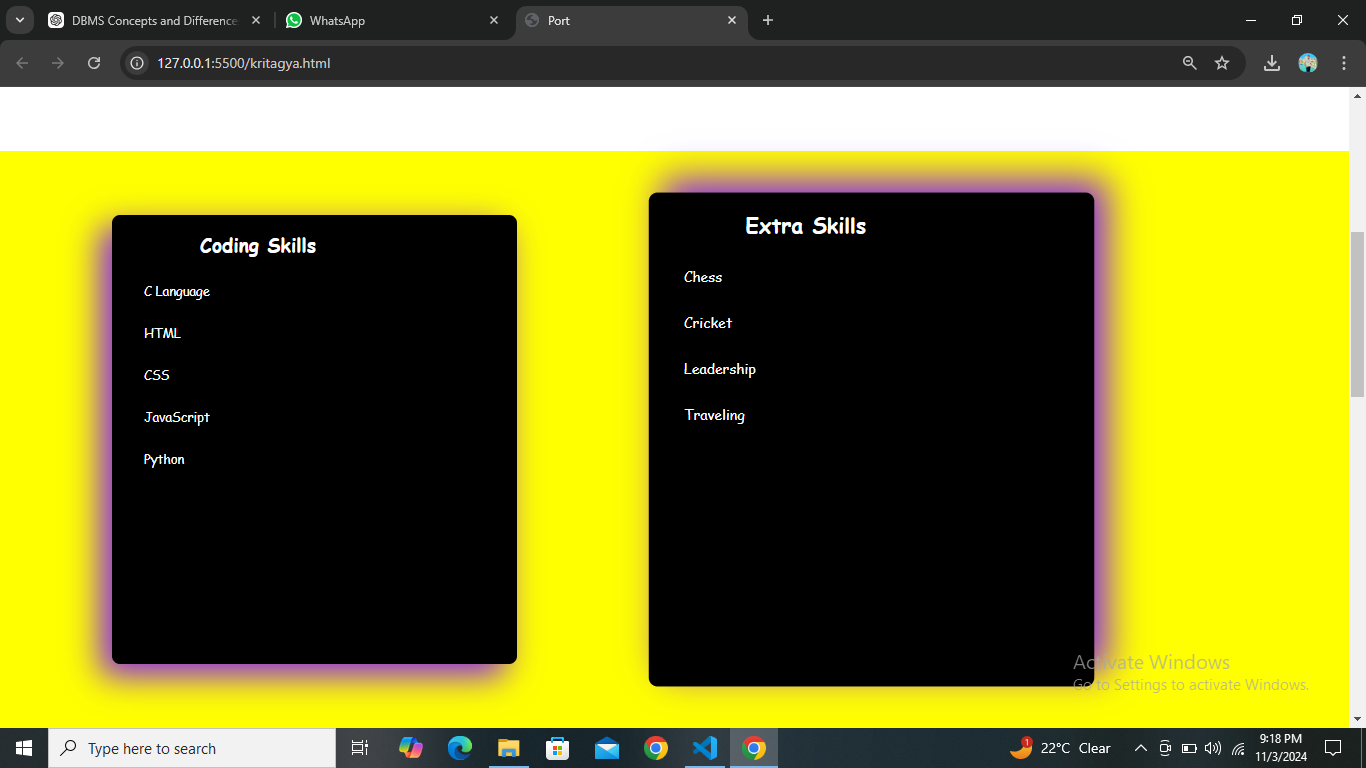 DBMS Concepts and Difference
WhatsApp
Port
127.0.0.1:5500/kritagya.html
Coding Skills
C Language
HTML
CSS
JavaScript
Python
Extra Skills
Chess
Cricket
Leadership
Traveling
Activate Windows
Go to Settings to activate Windows.
Type here to search
1
22°C Clear
9:18 PM
11/3/2024